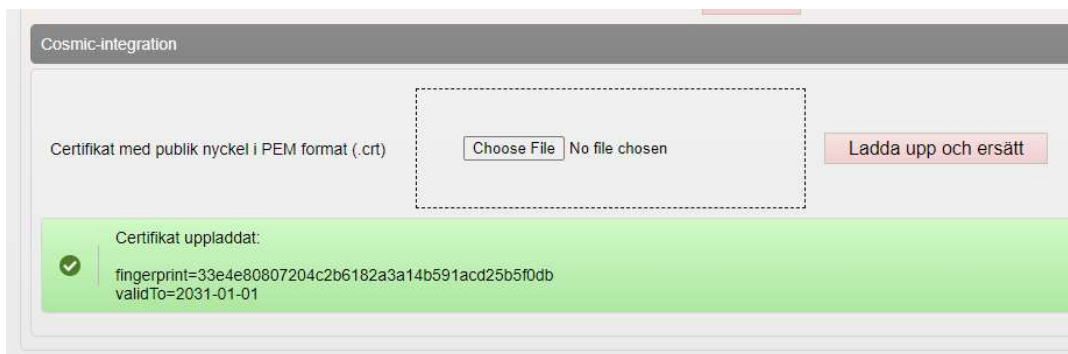 Cosmic-integration
Certifikat med publik nyckel i PEM format (.crt)
Choose File No file chosen
Ladda upp och ersätt
Certifikat uppladdat:
fingerprint=33e4e80807204c2b6182a3a14b591acd25b5f0db
validTo=2031-01-01